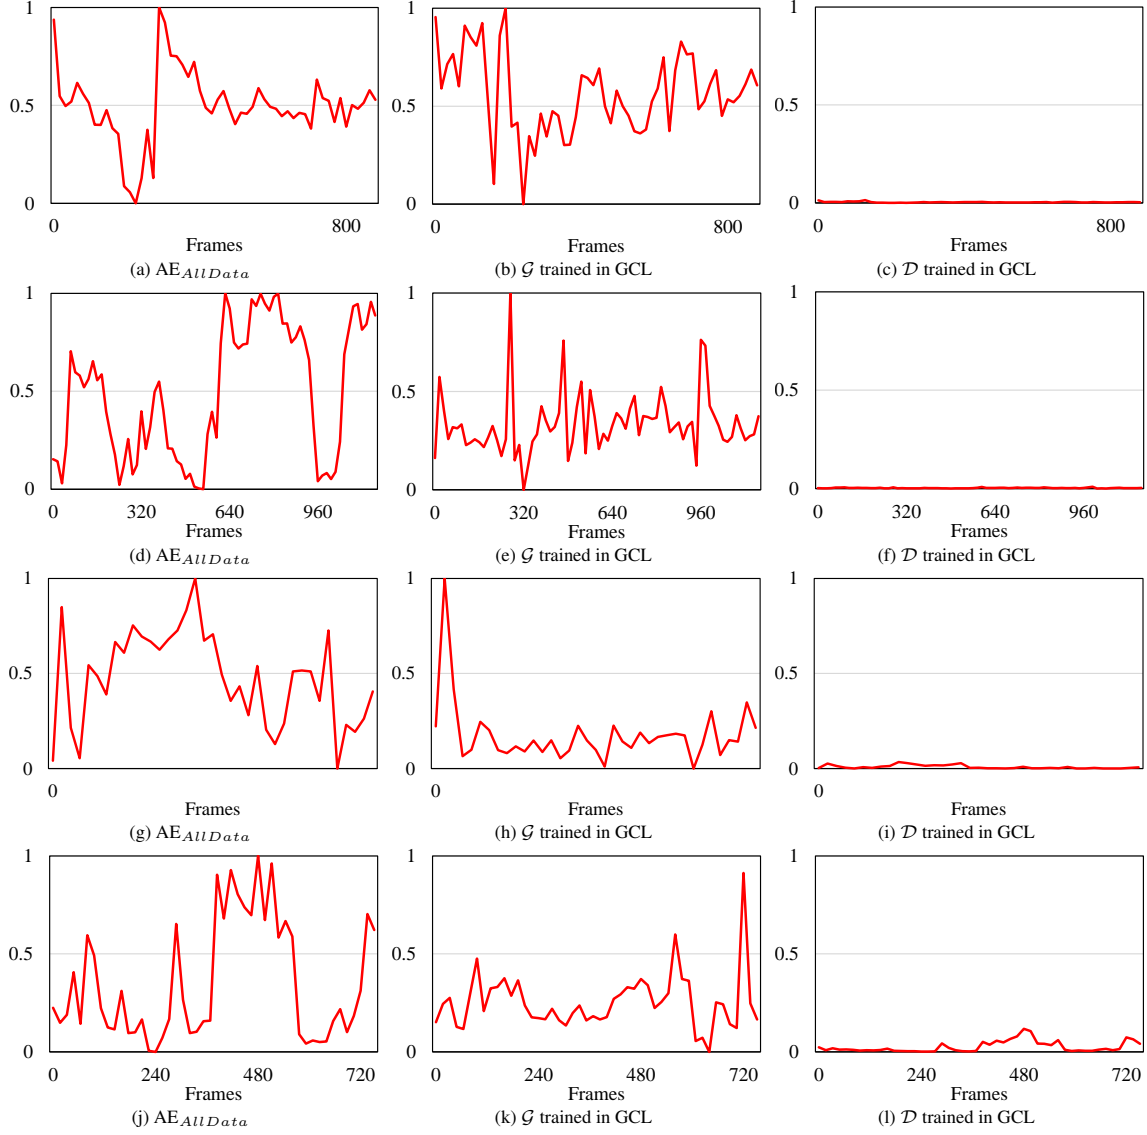 1 1 1
0.5 0.5 0.5
0 0 0
0 800 0 800 0 800
Frames Frames Frames
(a) AE_{AllData} (b) 𝒢 trained in GCL (c) 𝒟 trained in GCL
1 1 1
0.5 0.5 0.5
0 0 0
0 320 640 960 0 320 640 960 0 320 640 960
Frames Frames Frames
(d) AE_{AllData} (e) 𝒢 trained in GCL (f) 𝒟 trained in GCL
1 1 1
0.5 0.5 0.5
0 0 0
0 0 0
Frames Frames Frames
(g) AE_{AllData} (h) 𝒢 trained in GCL (i) 𝒟 trained in GCL
1 1 1
0.5 0.5 0.5
0 0 0
0 240 480 720 0 240 480 720 0 240 480 720
Frames Frames Frames
(j) AE_{AllData} (k) 𝒢 trained in GCL (l) 𝒟 trained in GCL